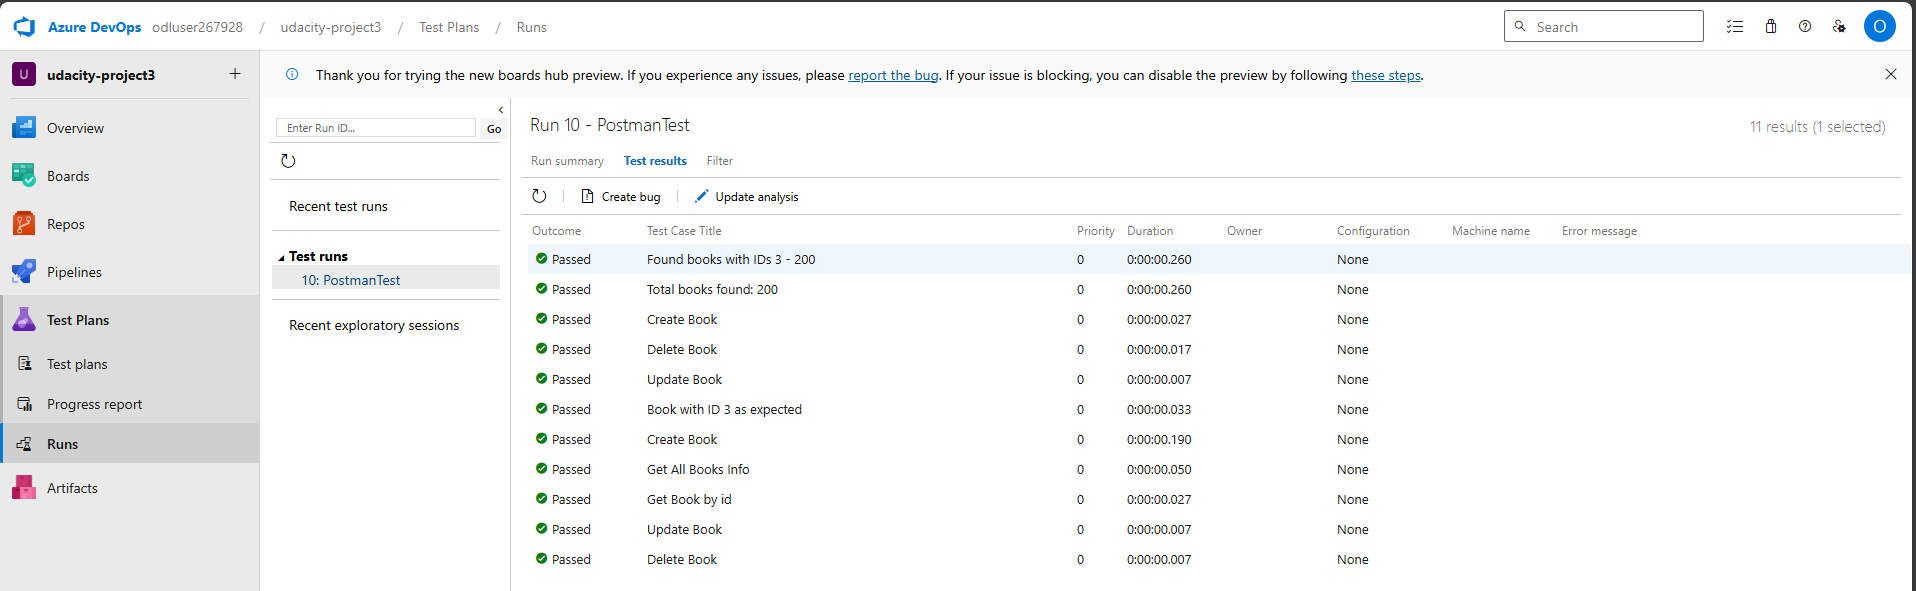 Azure DevOps odluser267928 / udacity-project3 / Test Plans / Runs
Search
O
U udacity-project3 +
Overview
Boards
Repos
Pipelines
Test Plans
Test plans
Progress report
Runs
Artifacts
Thank you for trying the new boards hub preview. If you experience any issues, please report the bug. If your issue is blocking, you can disable the preview by following these steps.
Enter Run ID... Go
Recent test runs
Test runs
10: PostmanTest
Recent exploratory sessions
Run 10 - PostmanTest
11 results (1 selected)
Run summary Test results Filter
Create bug Update analysis
Outcome Test Case Title Priority Duration Owner Configuration Machine name Error message
Passed Found books with IDs 3 - 200 0 0:00:00.260 None
Passed Total books found: 200 0 0:00:00.260 None
Passed Create Book 0 0:00:00.027 None
Passed Delete Book 0 0:00:00.017 None
Passed Update Book 0 0:00:00.007 None
Passed Book with ID 3 as expected 0 0:00:00.033 None
Passed Create Book 0 0:00:00.190 None
Passed Get All Books Info 0 0:00:00.050 None
Passed Get Book by id 0 0:00:00.027 None
Passed Update Book 0 0:00:00.007 None
Passed Delete Book 0 0:00:00.007 None